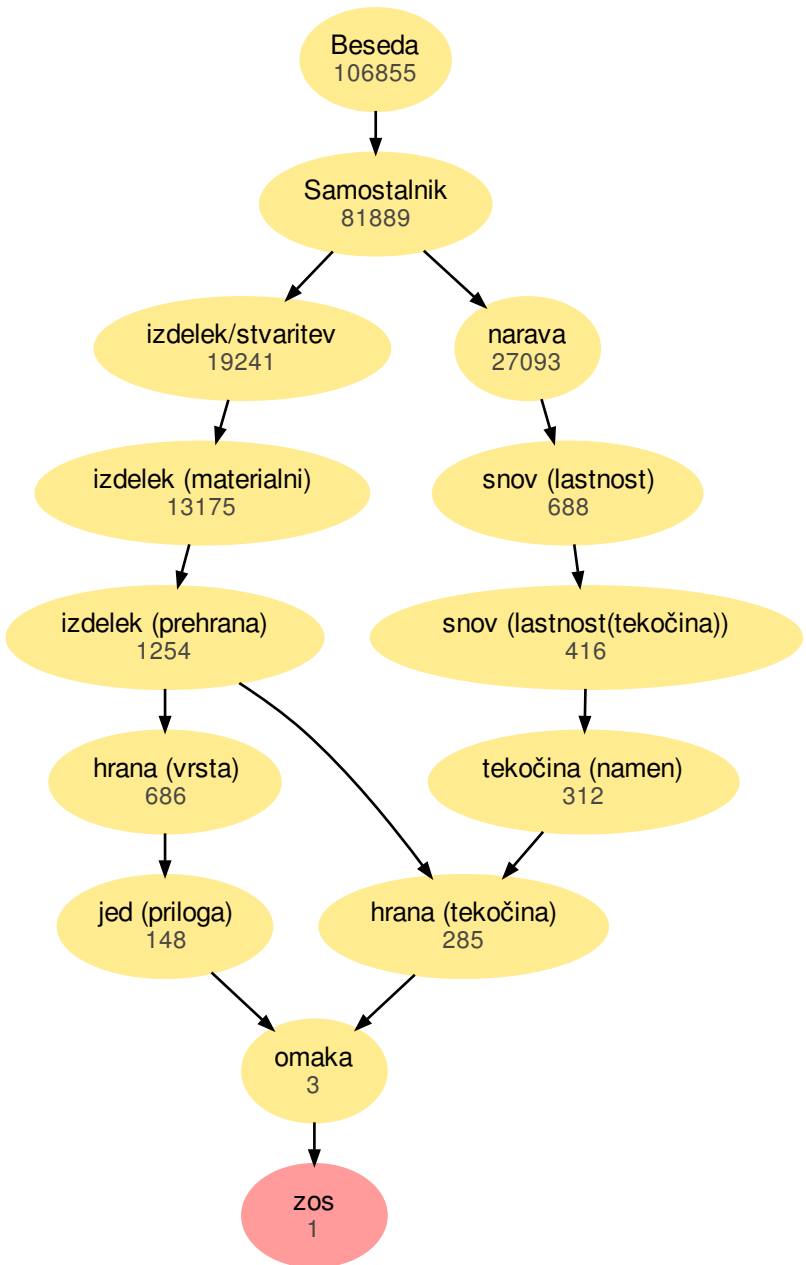 Beseda
106855
Samostalnik
81889
izdelek/stvaritev
19241
narava
27093
izdelek (materialni)
13175
snov (lastnost)
688
izdelek (prehrana)
1254
snov (lastnost(tekočina))
416
hrana (vrsta)
686
tekočina (namen)
312
jed (priloga)
148
hrana (tekočina)
285
omaka
3
zos
1